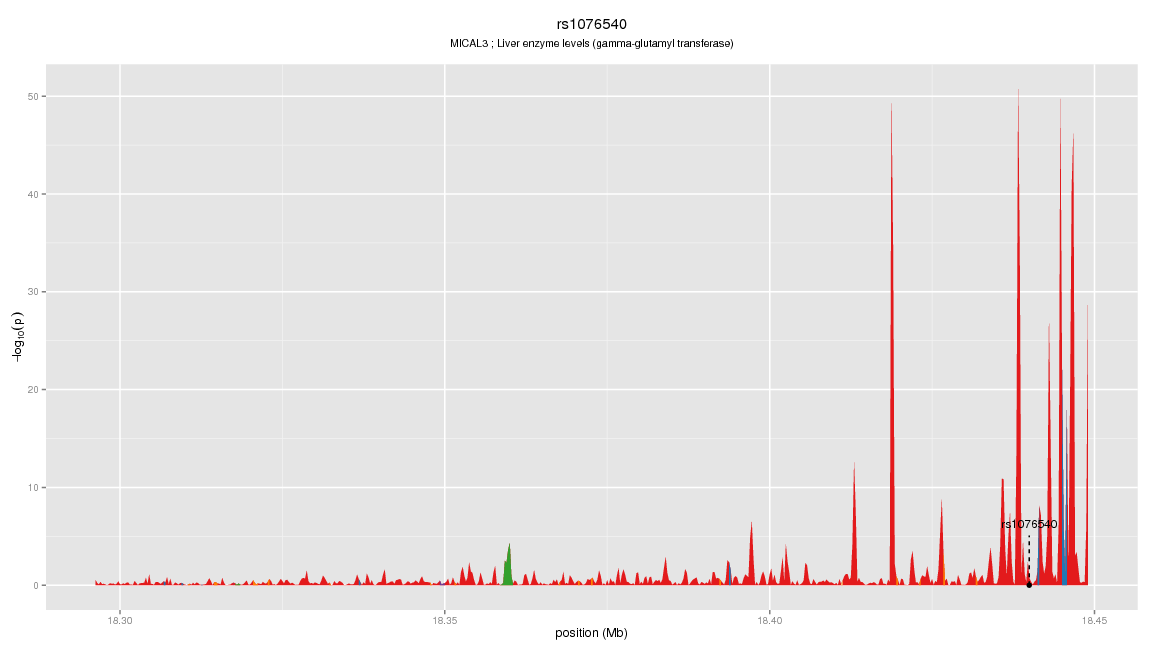 rs1076540
MICAL3 ; Liver enzyme levels (gamma-glutamyl transferase)
50
40
30
20
10
0
−log10(p)
rs1076540
18.30
18.35
18.40
18.45
position (Mb)